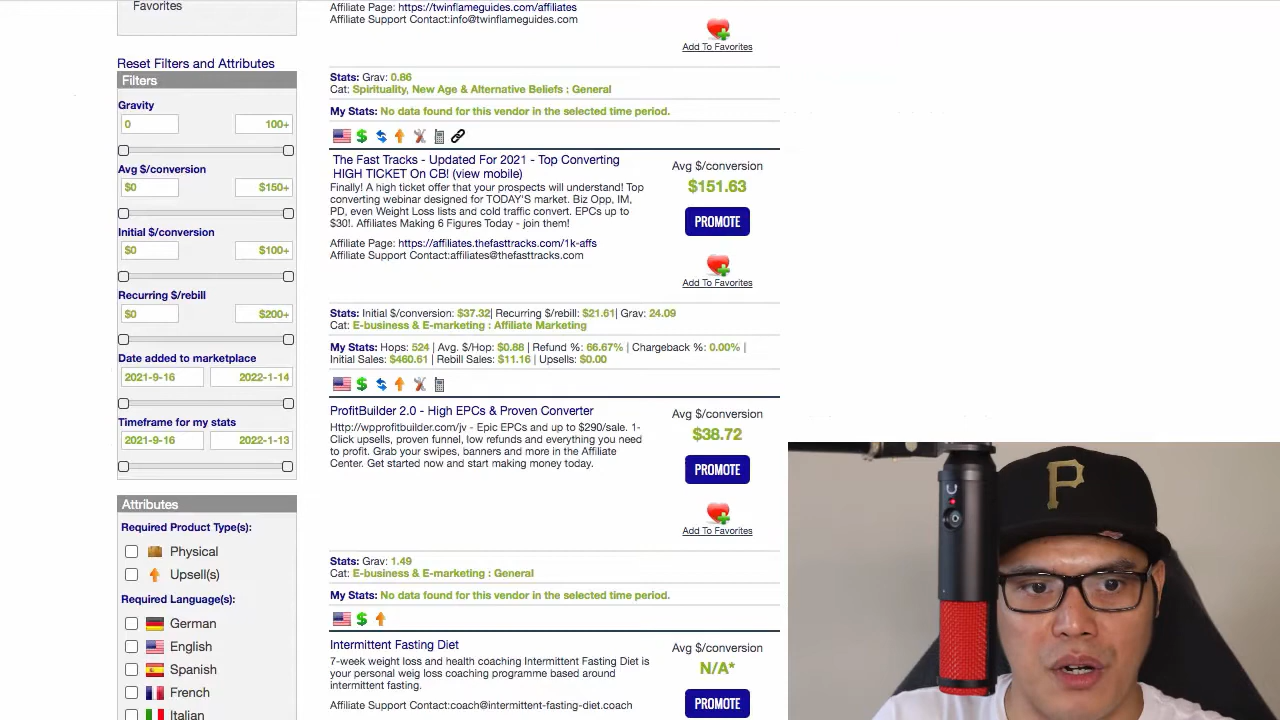 Favorites
Reset Filters and Attributes
Filters
Gravity
0
100+
Avg $/conversion
$0
$150+
Initial $/conversion
$0
$100+
Recurring $/rebill
$0
$200+
Date added to marketplace
2021-9-16
2022-1-14
Timeframe for my stats
2021-9-16
2022-1-13
Attributes
Required Product Type(s):
Physical
Upsell(s)
Required Language(s):
German
English
Spanish
French
Italian
Affiliate Page: https://twinflameguides.com/affiliates
Affiliate Support Contact:info@twinflameguides.com
Add To Favorites
Stats: Grav: 0.86
Cat: Spirituality, New Age & Alternative Beliefs : General
My Stats: No data found for this vendor in the selected time period.
The Fast Tracks - Updated For 2021 - Top Converting
HIGH TICKET On CB! (view mobile)
Finally! A high ticket offer that your prospects will understand! Top
converting webinar designed for TODAY'S market. Biz Opp, IM,
PD, even Weight Loss lists and cold traffic convert. EPCs up to
$30!. Affiliates Making 6 Figures Today - join them!
Affiliate Page: https://affiliates.thefasttracks.com/1k-affs
Affiliate Support Contact:affiliates@thefasttracks.com
Avg $/conversion
$151.63
PROMOTE
Add To Favorites
Stats: Initial $/conversion: $37.32| Recurring $/rebill: $21.61| Grav: 24.09
Cat: E-business & E-marketing : Affiliate Marketing
My Stats: Hops: 524 | Avg. $/Hop: $0.88 | Refund %: 66.67% | Chargeback %: 0.00% |
Initial Sales: $460.61 | Rebill Sales: $11.16 | Upsells: $0.00
ProfitBuilder 2.0 - High EPCs & Proven Converter
Http://wpprofitbuilder.com/jv - Epic EPCs and up to $290/sale. 1-
Click upsells, proven funnel, low refunds and everything you need
to profit. Grab your swipes, banners and more in the Affiliate
Center. Get started now and start making money today.
Avg $/conversion
$38.72
PROMOTE
Add To Favorites
Stats: Grav: 1.49
Cat: E-business & E-marketing : General
My Stats: No data found for this vendor in the selected time period.
Intermittent Fasting Diet
7-week weight loss and health coaching Intermittent Fasting Diet is
your personal weig loss coaching programme based around
intermittent fasting.
Affiliate Support Contact:coach@intermittent-fasting-diet.coach
Avg $/conversion
N/A*
PROMOTE
P